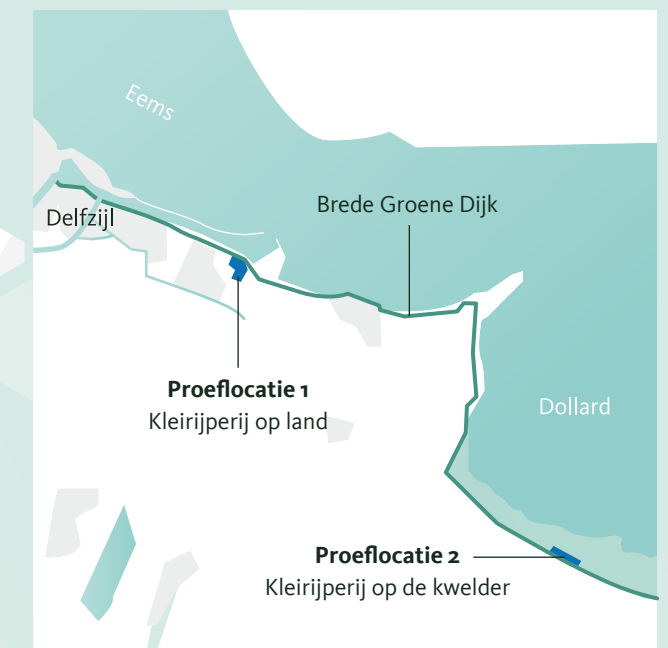 Eems
Brede Groene Dijk
Delfzijl
Proeflocatie 1
Kleirijperij op land
Dollard
Proeflocatie 2
Kleirijperij op de kwelder